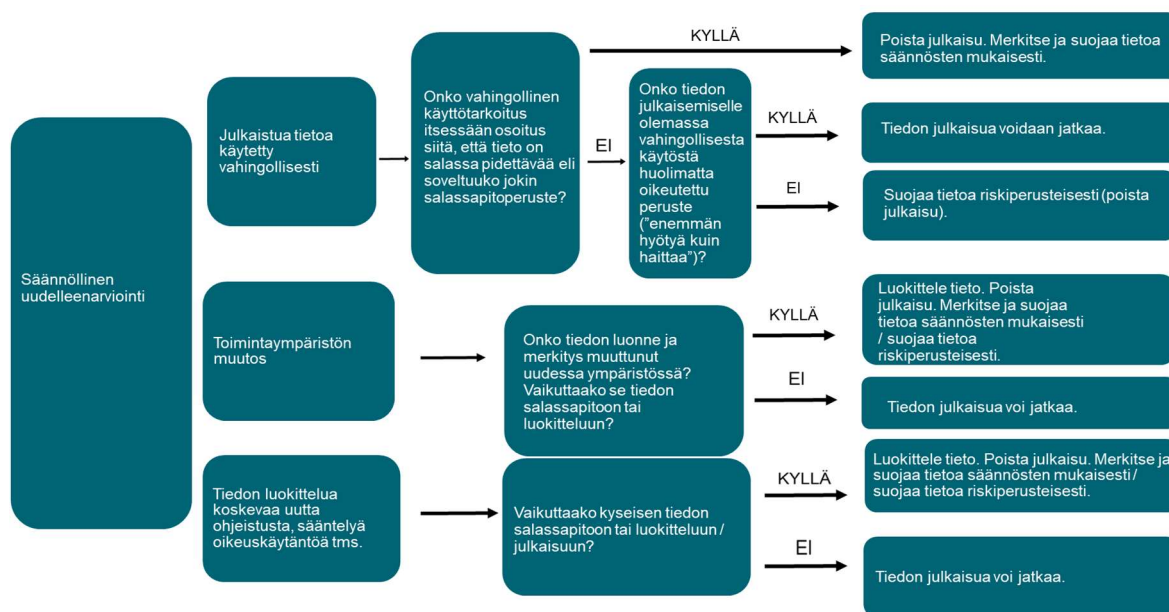 Säännöllinen
uudelleenarviointi
Julkaistua tietoa
käytetty
vahingollisesti
Onko vahingollinen
käyttötarkoitus
itsessään osoitus
siitä, että tieto on
salassa pidettävää eli
soveltuuko jokin
salassapitoperuste?
KYLLÄ
Poista julkaisu. Merkitse ja suojaa tietoa
säännösten mukaisesti.
EI
Onko tiedon
julkaisemiselle
olemassa
vahingollisesta
käytöstä
huolimatta
oikeutettu
peruste
("enemmän
hyötyä kuin
haittaa")?
KYLLÄ
Tiedon julkaisua voidaan jatkaa.
EI
Suojaa tietoa riskiperusteisesti (poista
julkaisu).
Toimintaympäristön
muutos
Onko tiedon luonne ja
merkitys muuttunut
uudessa ympäristössä?
Vaikuttaako se tiedon
salassapitoon tai
luokitteluun?
KYLLÄ
Luokittele tieto. Poista
julkaisu. Merkitse ja suojaa
tietoa säännösten mukaisesti
/ suojaa tietoa
riskiperusteisesti.
EI
Tiedon julkaisua voi jatkaa.
Tiedon luokittelua
koskevaa uutta
ohjeistusta, sääntelyä
oikeuskäytäntöä tms.
Vaikuttaako kyseisen tiedon
salassapitoon tai luokitteluun /
julkaisuun?
KYLLÄ
Luokittele tieto. Poista julkaisu. Merkitse ja
suojaa tietoa säännösten mukaisesti /
suojaa tietoa riskiperusteisesti.
EI
Tiedon julkaisua voi jatkaa.